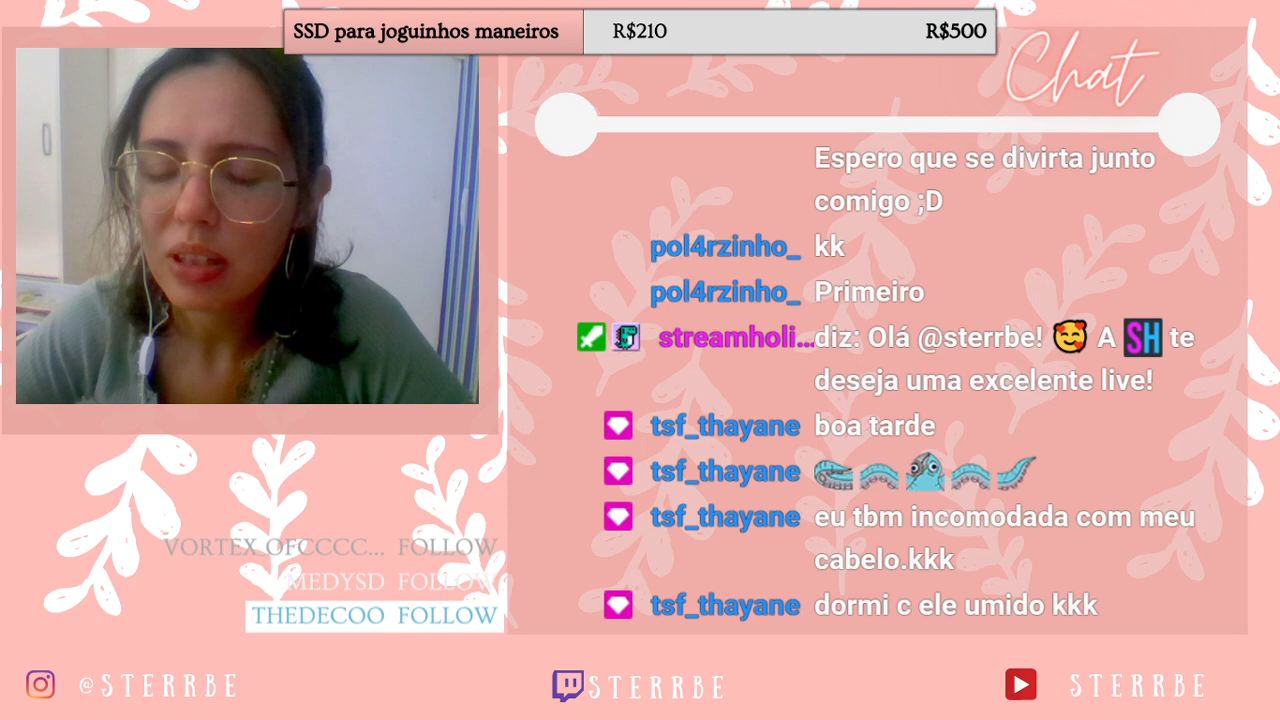 SSD para joguinhos maneiros R$210 R$500
Chat
Espero que se divirta junto
comigo ;D
pol4rzinho_ kk
pol4rzinho_ Primeiro
streamholi... diz: Olá @sterrbe! 🥰 A SH te
deseja uma excelente live!
tsf_thayane boa tarde
tsf_thayane
tsf_thayane eu tbm incomodada com meu
cabelo.kkk
tsf_thayane dormi c ele umido kkk
VORTEX OFCCCC... FOLLOW
MEDYSD FOLLOW
THEDECOO FOLLOW
@STERRBE
STERRBE
STERRBE